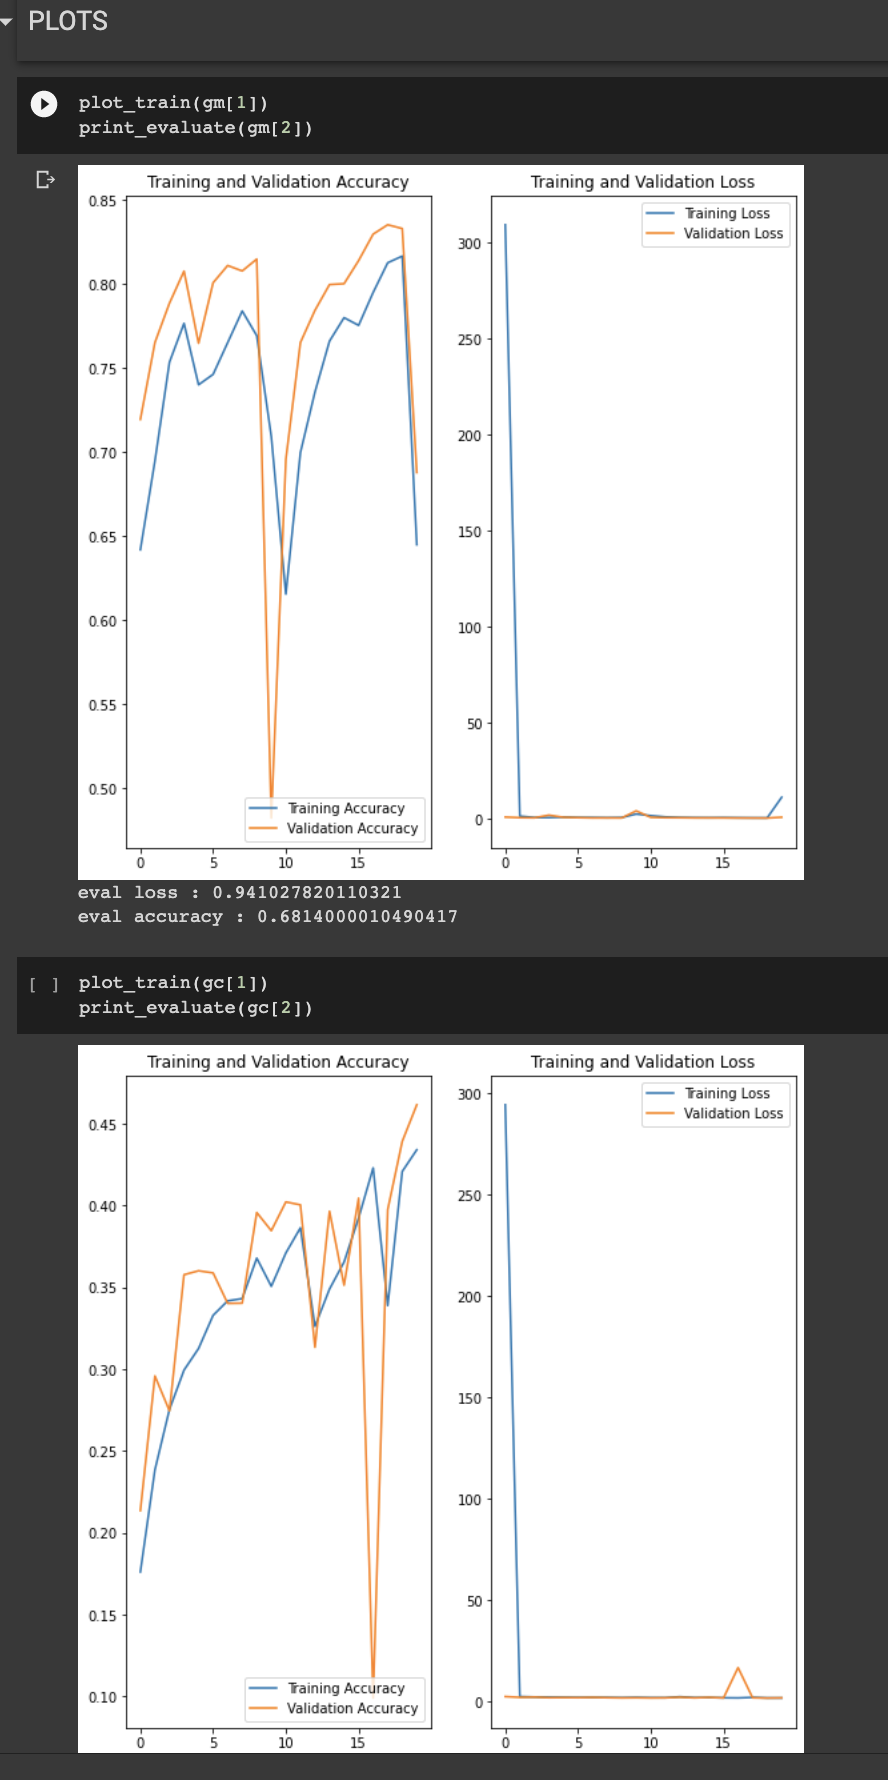 PLOTS
plot_train(gm[1])
print_evaluate(gm[2])
Training and Validation Accuracy
0.85
0.80
0.75
0.70
0.65
0.60
0.55
0.50
Training Accuracy
Validation Accuracy
0 5 10 15
Training and Validation Loss
Training Loss
Validation Loss
300
250
200
150
100
50
0
0 5 10 15
eval loss : 0.941027820110321
eval accuracy : 0.6814000010490417
[ ] plot_train(gc[1])
print_evaluate(gc[2])
Training and Validation Accuracy
0.45
0.40
0.35
0.30
0.25
0.20
0.15
0.10
Training Accuracy
Validation Accuracy
0 5 10 15
Training and Validation Loss
Training Loss
Validation Loss
300
250
200
150
100
50
0
0 5 10 15